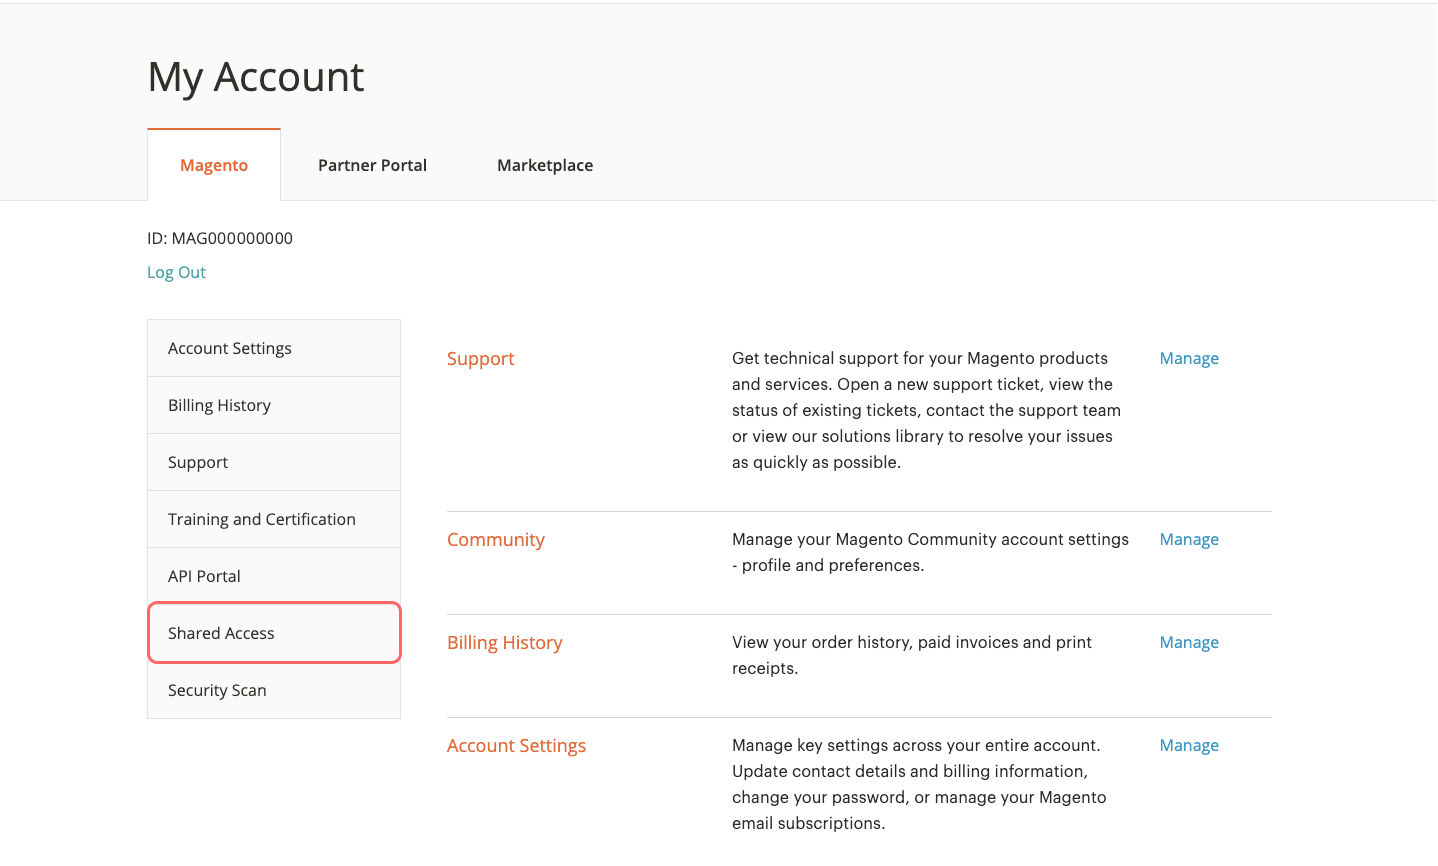 My Account
Magento
Partner Portal
Marketplace
ID: MAG000000000
Log Out
Account Settings
Billing History
Support
Training and Certification
API Portal
Shared Access
Security Scan
Support
Get technical support for your Magento products
and services. Open a new support ticket, view the
status of existing tickets, contact the support team
or view our solutions library to resolve your issues
as quickly as possible.
Manage
Community
Manage your Magento Community account settings
- profile and preferences.
Manage
Billing History
View your order history, paid invoices and print
receipts.
Manage
Account Settings
Manage key settings across your entire account.
Update contact details and billing information,
change your password, or manage your Magento
email subscriptions.
Manage